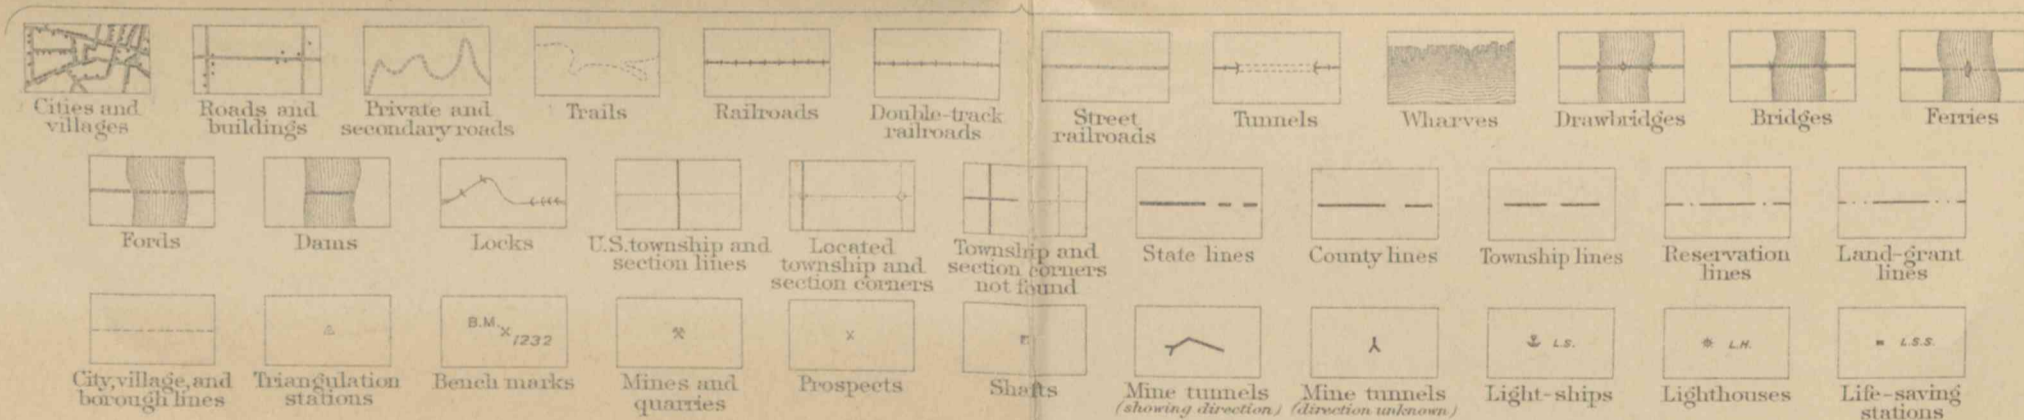 Cities and
villages
Roads and
buildings
Private and
secondary roads
Trails
Railroads
Double-track
railroads
Street
railroads
Tunnels
Wharves
Drawbridges
Bridges
Ferries
Fords
Dams
Locks
U.S. township and
section lines
Located
township and
section corners
Township and
section corners
not found
State lines
County lines
Township lines
Reservation
lines
Land-grant
lines
City, village, and
borough lines
Triangulation
stations
B.M. x 1232
Bench marks
Mines and
quarries
Prospects
Shafts
Mine tunnels
(showing direction)
Mine tunnels
(direction unknown)
L.S.
Light-ships
L.H.
Lighthouses
L.S.S.
Life-saving
stations